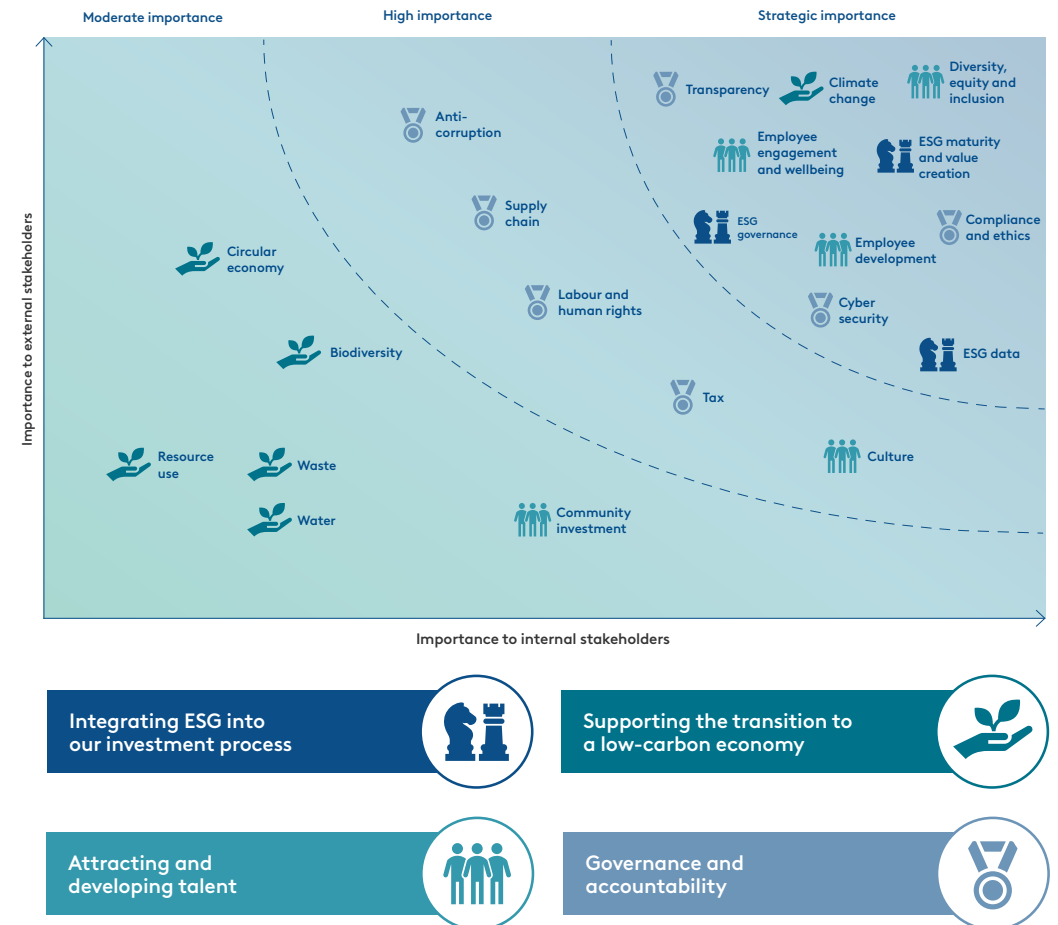 Moderate importance
High importance
Strategic importance
Importance to external stakeholders
Transparency
Climate
change
Diversity,
equity and
inclusion
Anti-
corruption
Employee
engagement
and wellbeing
ESG maturity
and value
creation
Supply
chain
ESG
governance
Compliance
and ethics
Employee
development
Circular
economy
Labour and
human rights
Cyber
security
Biodiversity
ESG data
Tax
Resource
use
Waste
Culture
Water
Community
investment
Importance to internal stakeholders
Integrating ESG into
our investment process
Supporting the transition to
a low-carbon economy
Attracting and
developing talent
Governance and
accountability